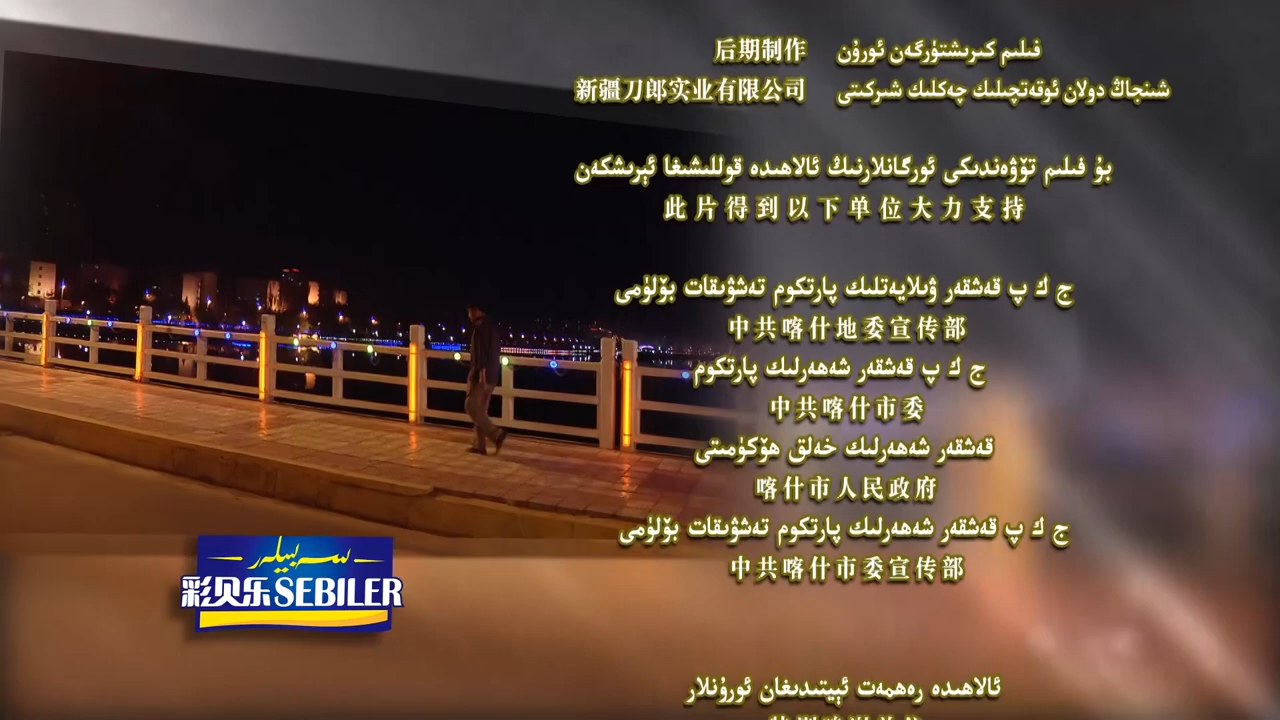 后期制作 فىلىم كىرىشتۈرگەن ئورۇن
新疆刀郎实业有限公司 شىنجاڭ دولان ئوقەتچىلىك چەكلىك شىركىتى
بۇ فىلىم تۆۋەندىكى ئورگانلارنىڭ ئالاھىدە قوللىشىغا ئېرىشكەن
此片得到以下单位大力支持
ج ك پ قەشقەر ۋىلايەتلىك پارتكوم تەشۋىقات بۆلۈمى
中共喀什地委宣传部
ج ك پ قەشقەر شەھەرلىك پارتكوم
中共喀什市委
قەشقەر شەھەرلىك خەلق ھۆكۈمىتى
喀什市人民政府
ج ك پ قەشقەر شەھەرلىك پارتكوم تەشۋىقات بۆلۈمى
中共喀什市委宣传部
سەبىيلەر
彩贝乐SEBILER
ئالاھىدە رەھمەت ئېيتىدىغان ئورۇنلار